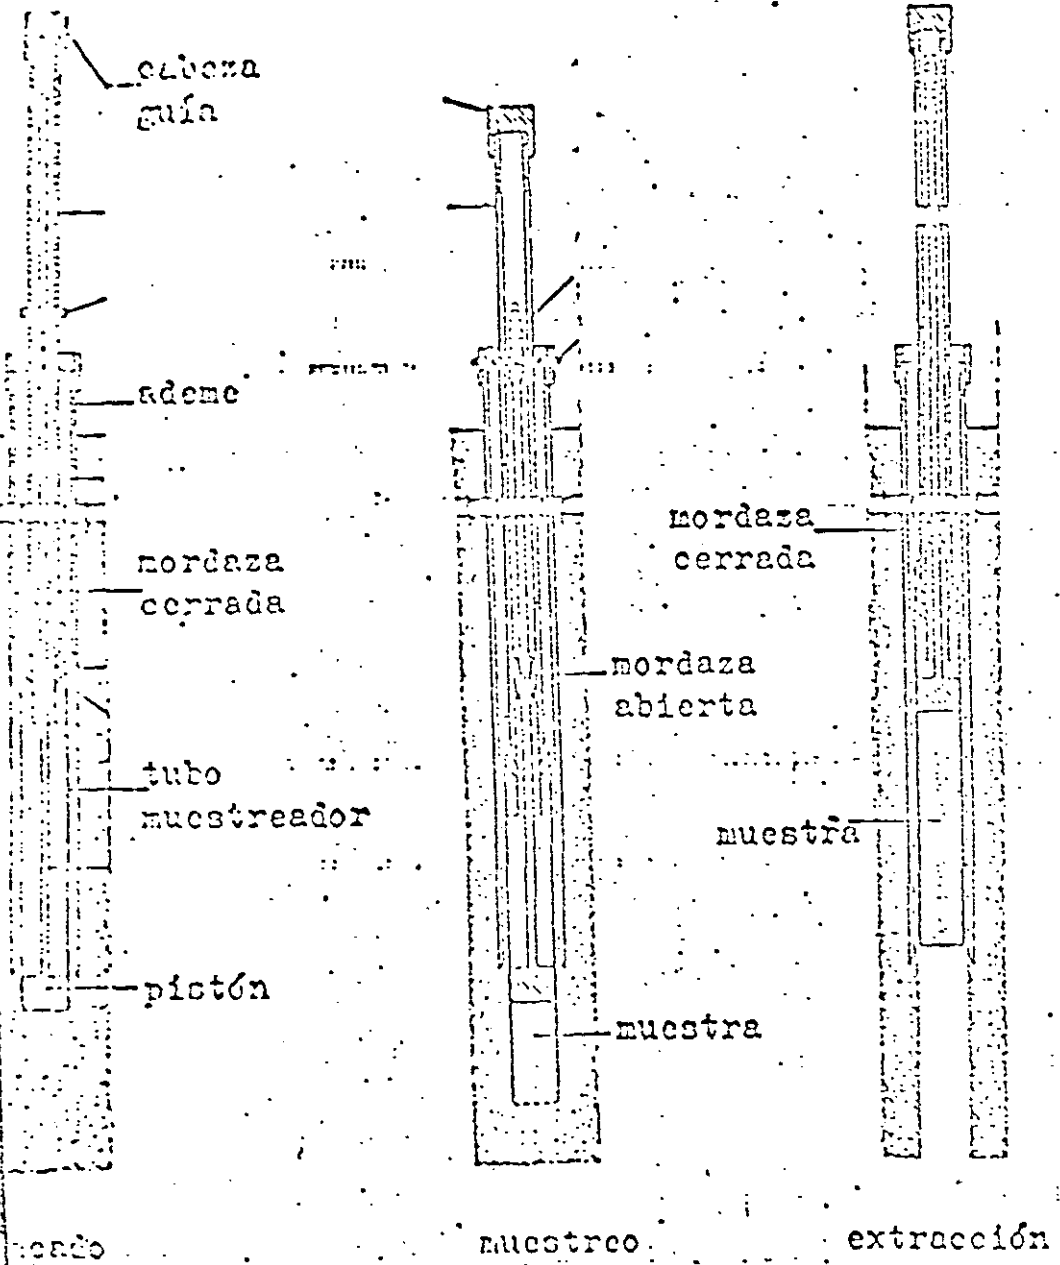 cabeza
guía
ademe
mordaza
cerrada
tubo
muestreador
pistón
mordaza
abierta
muestra
mordaza
cerrada
muestra
muestreo
extracción